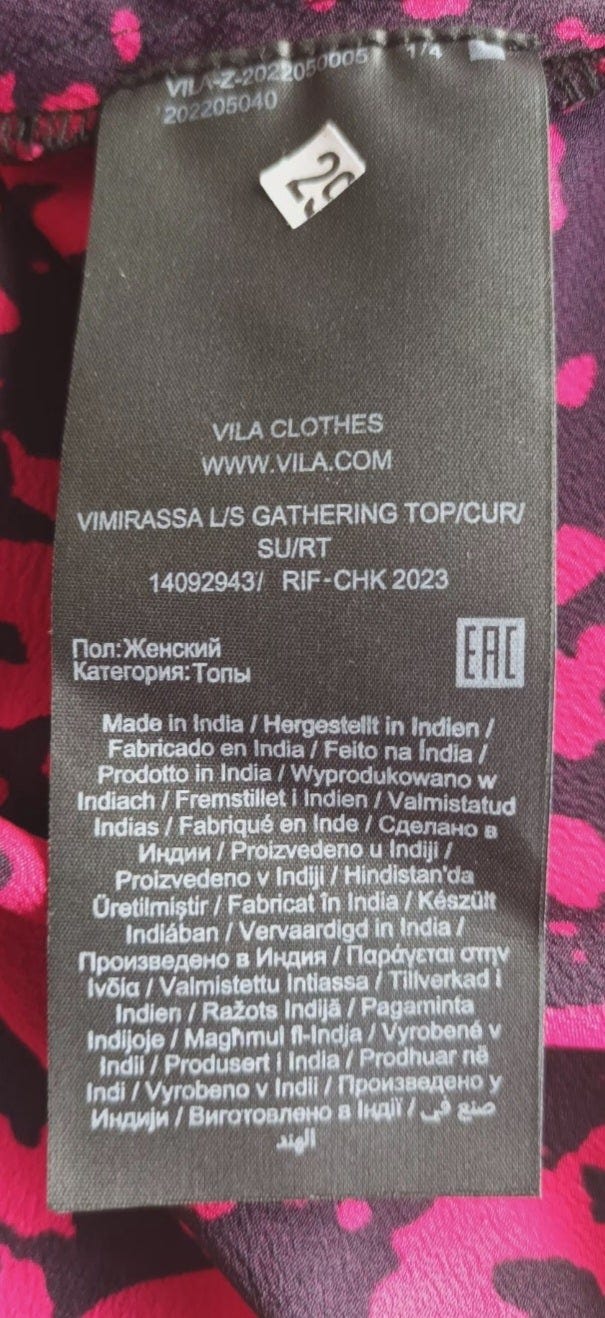 VILA-Z-2022050005 1/4
202205040
29
VILA CLOTHES
WWW.VILA.COM
VIMIRASSA L/S GATHERING TOP/CUR/
SU/RT
14092943/ RIF-CHK 2023
Пол:Женский
Категория:Топы
EAC
Made in India / Hergestellt in Indien /
Fabricado en India / Feito na Índia /
Prodotto in India / Wyprodukowano w
Indiach / Fremstillet i Indien / Valmistatud
Indias / Fabriqué en Inde / Сделано в
Индии / Proizvedeno u Indiji /
Proizvedeno v Indiji / Hindistan'da
Üretilmiştir / Fabricat în India / Készült
Indiában / Vervaardigd in India /
Произведено в Индия / Παράγεται στην
Ινδία / Valmistettu Intiassa / Tillverkad i
Indien / Ražots Indijā / Pagaminta
Indijoje / Magħmul fl-Indja / Vyrobené v
Indii / Produsert i India / Prodhuar në
Indi / Vyrobeno v Indii / Произведено у
Индији / Виготовлено в Індії / صنع في
الهند